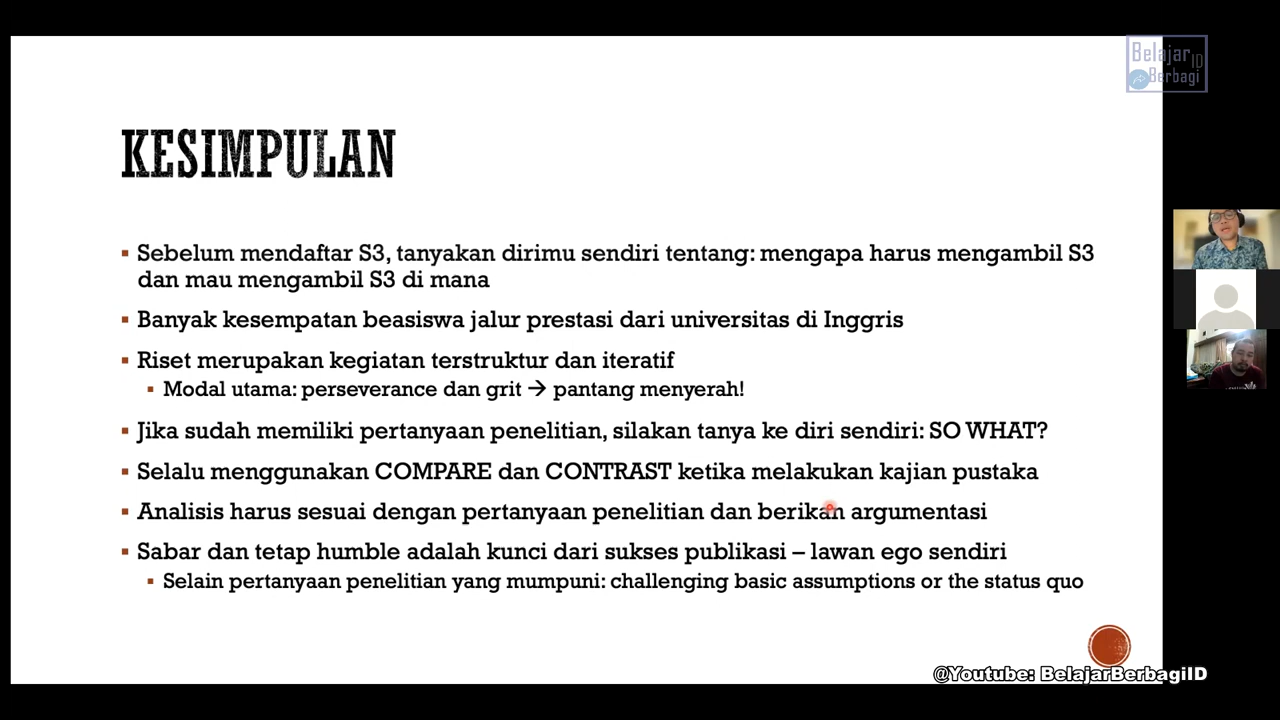 Belajar ID
Berbagi
KESIMPULAN
▪ Sebelum mendaftar S3, tanyakan dirimu sendiri tentang: mengapa harus mengambil S3
dan mau mengambil S3 di mana
▪ Banyak kesempatan beasiswa jalur prestasi dari universitas di Inggris
▪ Riset merupakan kegiatan terstruktur dan iteratif
▪ Modal utama: perseverance dan grit → pantang menyerah!
▪ Jika sudah memiliki pertanyaan penelitian, silakan tanya ke diri sendiri: SO WHAT?
▪ Selalu menggunakan COMPARE dan CONTRAST ketika melakukan kajian pustaka
▪ Analisis harus sesuai dengan pertanyaan penelitian dan berikan argumentasi
▪ Sabar dan tetap humble adalah kunci dari sukses publikasi – lawan ego sendiri
▪ Selain pertanyaan penelitian yang mumpuni: challenging basic assumptions or the status quo
@Youtube: BelajarBerbagiID